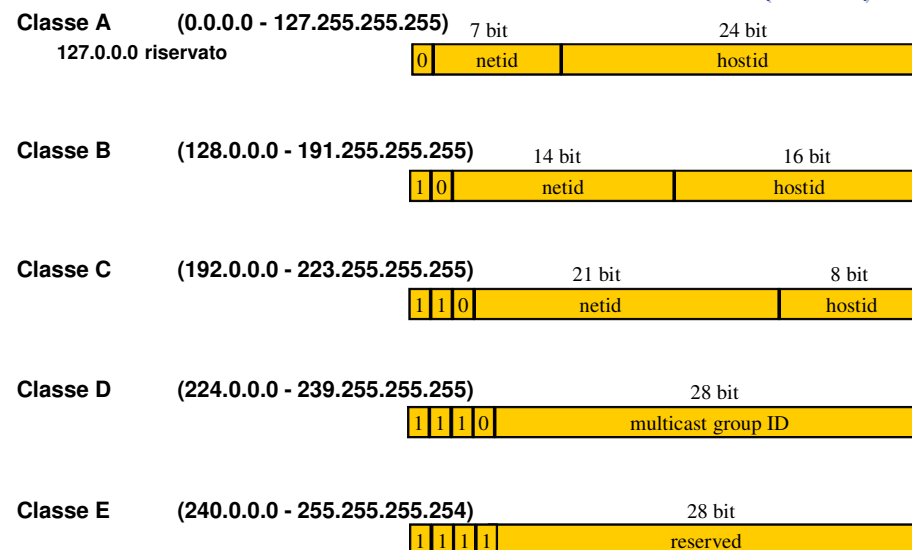 Classe A (0.0.0.0 - 127.255.255.255) 7 bit 24 bit
127.0.0.0 riservato 0 netid hostid
Classe B (128.0.0.0 - 191.255.255.255) 14 bit 16 bit
1 0 netid hostid
Classe C (192.0.0.0 - 223.255.255.255) 21 bit 8 bit
1 1 0 netid hostid
Classe D (224.0.0.0 - 239.255.255.255) 28 bit
1 1 1 0 multicast group ID
Classe E (240.0.0.0 - 255.255.255.254) 28 bit
1 1 1 1 reserved